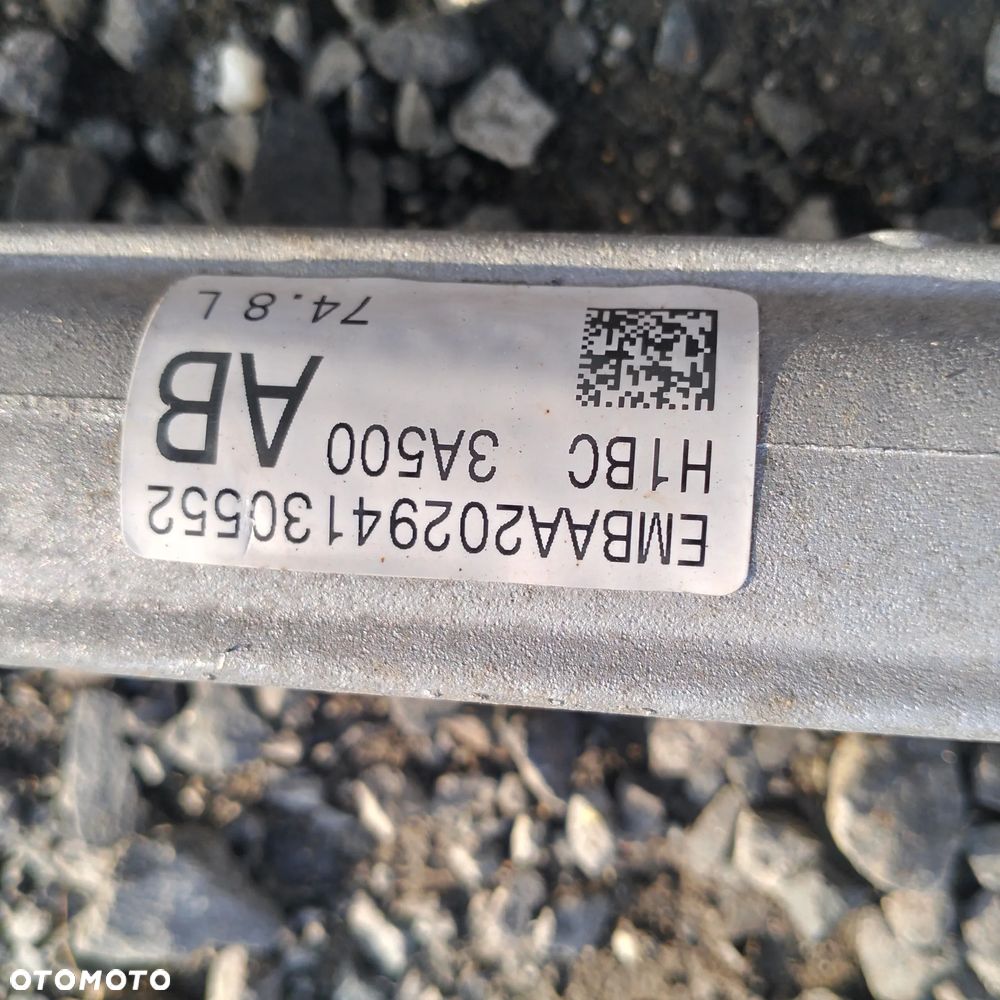 EMBAA20294130552
H1BC 3A500 AB
74.8 L
OTOMOTO